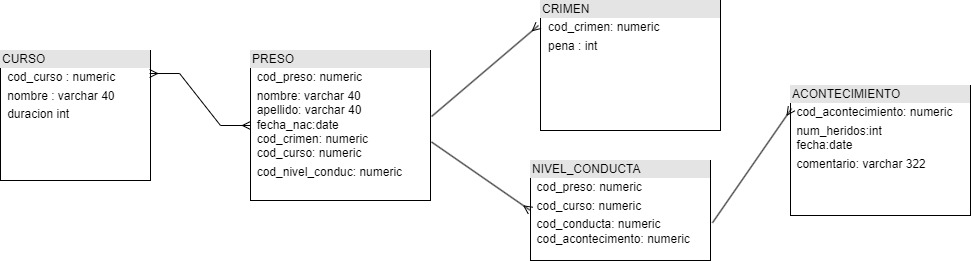 CURSO
cod_curso : numeric
nombre : varchar 40
duracion int
PRESO
cod_preso: numeric
nombre: varchar 40
apellido: varchar 40
fecha_nac:date
cod_crimen: numeric
cod_curso: numeric
cod_nivel_conduc: numeric
CRIMEN
cod_crimen: numeric
pena : int
NIVEL_CONDUCTA
cod_preso: numeric
cod_curso: numeric
cod_conducta: numeric
cod_acontecimento: numeric
ACONTECIMIENTO
cod_acontecimiento: numeric
num_heridos:int
fecha:date
comentario: varchar 322